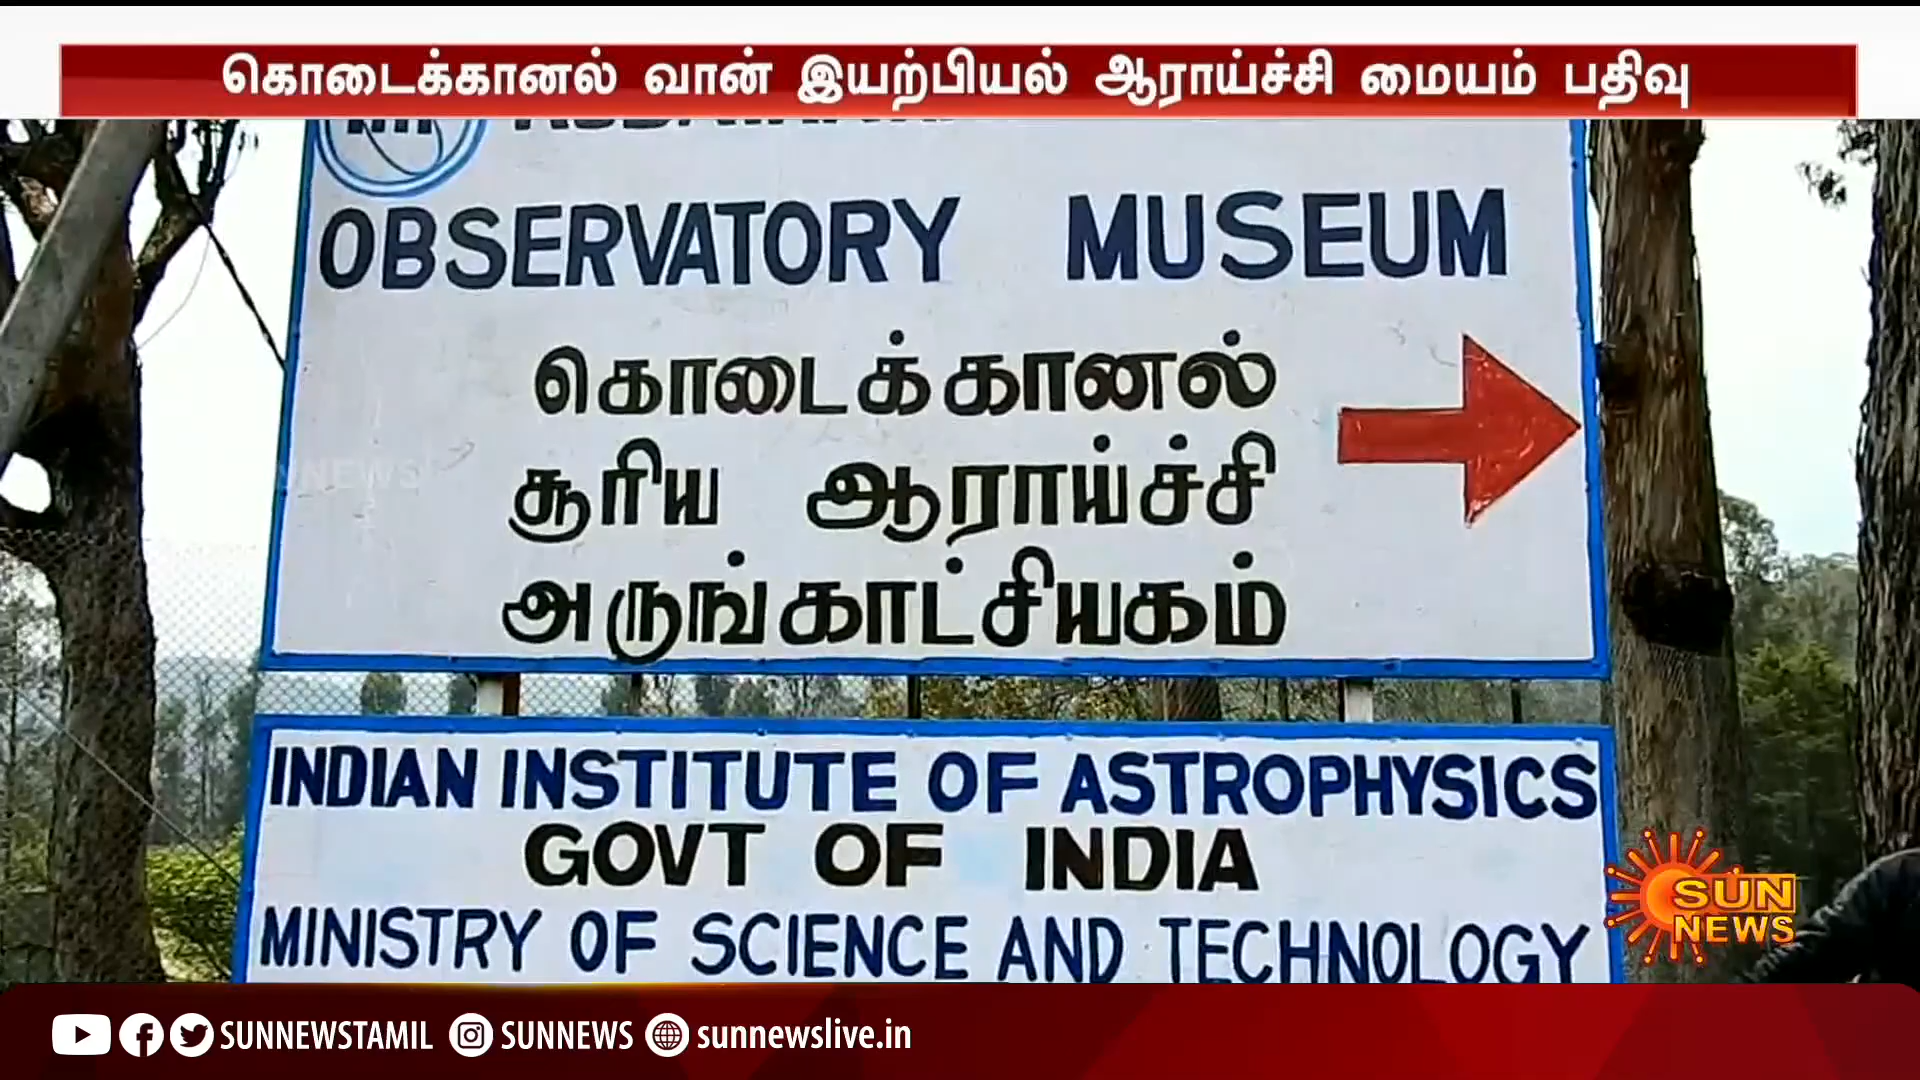 கொடைக்கானல் வான் இயற்பியல் ஆராய்ச்சி மையம் பதிவு
OBSERVATORY MUSEUM
கொடைக்கானல்
சூரிய ஆராய்ச்சி
அருங்காட்சியகம்
INDIAN INSTITUTE OF ASTROPHYSICS
GOVT OF INDIA
MINISTRY OF SCIENCE AND TECHNOLOGY
SUN
NEWS
SUNNEWSTAMIL SUNNEWS sunnewslive.in